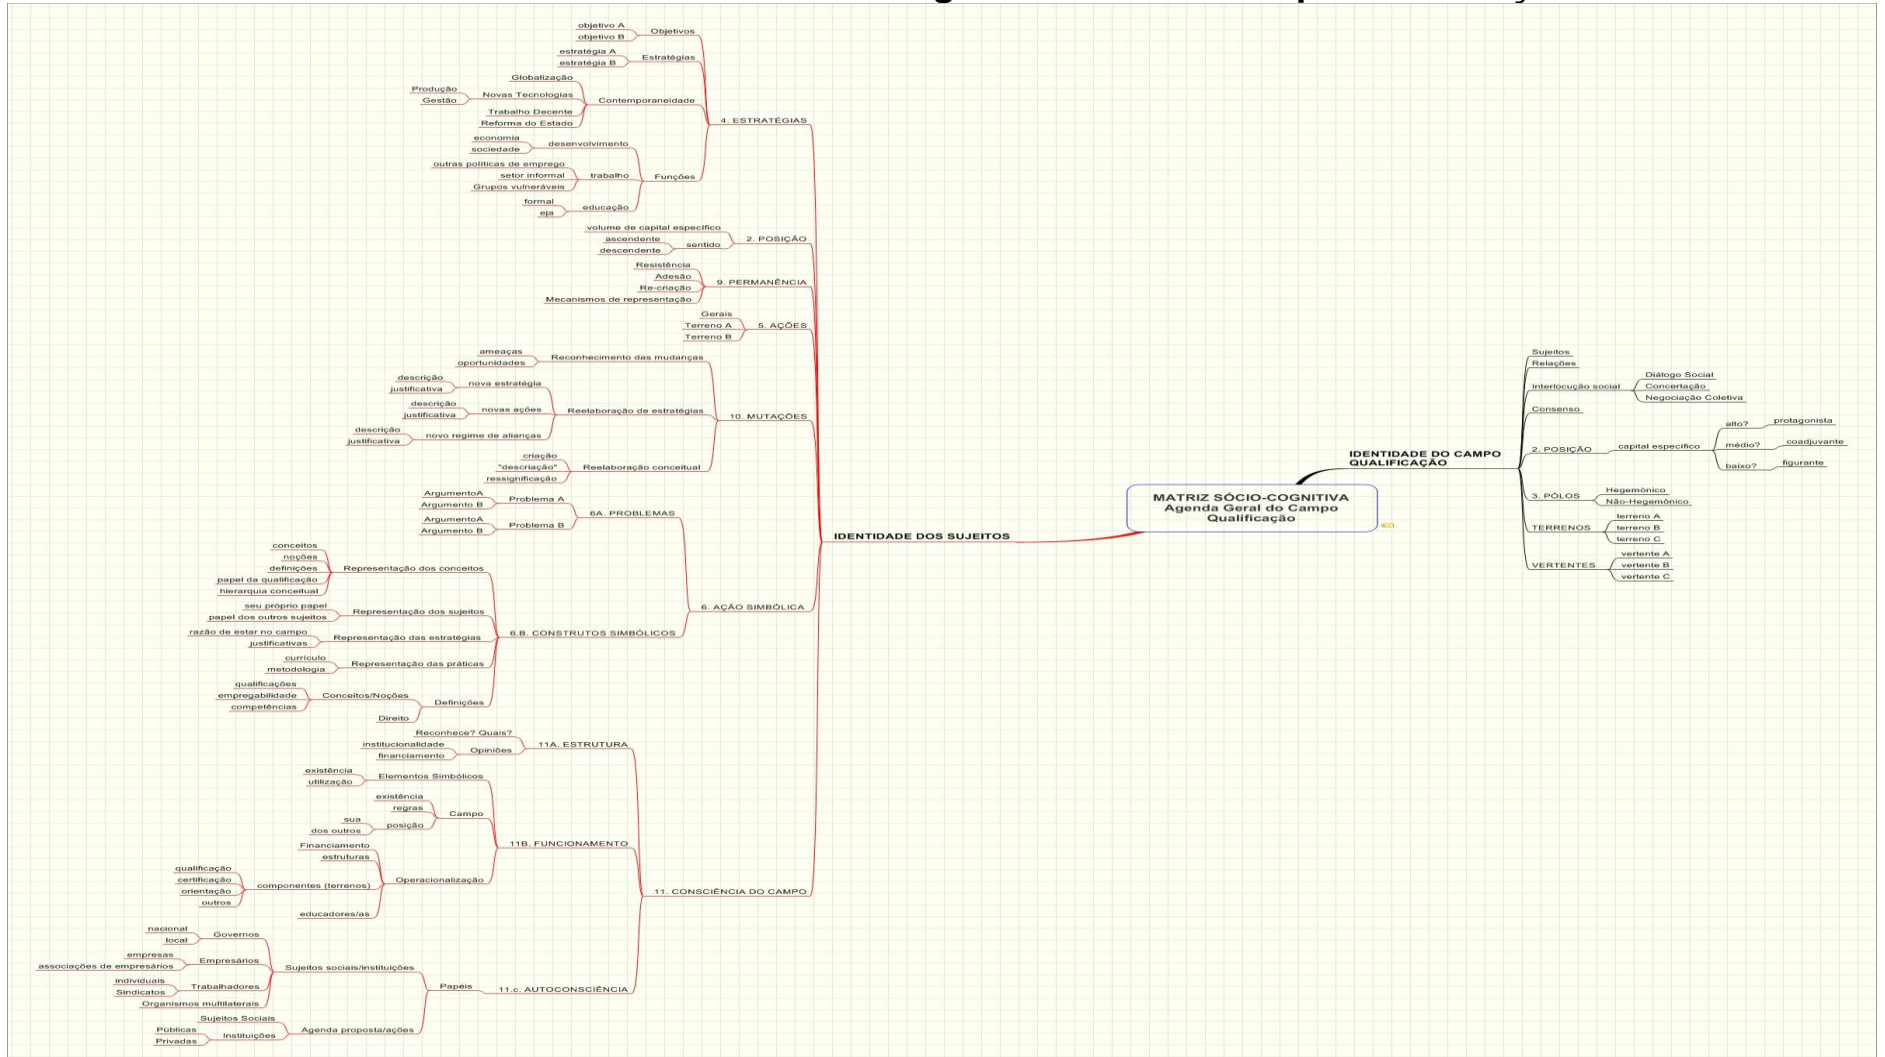 objetivo A
objetivo B
Objetivos
estratégia A
estratégia B
Estratégias
Globalização
Produção
Gestão
Novas Tecnologias
Trabalho Decente
Reforma do Estado
Contemporaneidade
economia
sociedade
desenvolvimento
outras políticas de emprego
setor informal
Grupos vulneráveis
trabalho
formal
eja
educação
Funções
4. ESTRATÉGIAS
volume de capital específico
ascendente
descendente
sentido
2. POSIÇÃO
Resistência
Adesão
Re-criação
Mecanismos de representação
9. PERMANÊNCIA
Gerais
Terreno A
Terreno B
5. AÇÕES
ameaças
oportunidades
Reconhecimento das mudanças
descrição
justificativa
nova estratégia
descrição
justificativa
novas ações
descrição
justificativa
novo regime de alianças
Reelaboração de estratégias
criação
"descriação"
ressignificação
Reelaboração conceitual
10. MUTAÇÕES
ArgumentoA
Argumento B
Problema A
ArgumentoA
Argumento B
Problema B
6A. PROBLEMAS
conceitos
noções
definições
papel da qualificação
hierarquia conceitual
Representação dos conceitos
seu próprio papel
papel dos outros sujeitos
Representação dos sujeitos
razão de estar no campo
justificativas
Representação das estratégias
currículo
metodologia
Representação das práticas
qualificações
empregabilidade
competências
Conceitos/Noções
Direito
Definições
6.B. CONSTRUTOS SIMBÓLICOS
6. AÇÃO SIMBÓLICA
Reconhece? Quais?
institucionalidade
financiamento
Opiniões
11A. ESTRUTURA
existência
utilização
Elementos Simbólicos
existência
regras
sua
dos outros
posição
Campo
Financiamento
estruturas
qualificação
certificação
orientação
outros
componentes (terrenos)
educadores/as
Operacionalização
11B. FUNCIONAMENTO
nacional
local
Governos
empresas
associações de empresários
Empresários
individuais
Sindicatos
Trabalhadores
Organismos multilaterais
Sujeitos sociais/instituições
Sujeitos Sociais
Públicas
Privadas
Instituições
Agenda proposta/ações
Papéis
11.c. AUTOCONSCIÊNCIA
11. CONSCIÊNCIA DO CAMPO
IDENTIDADE DOS SUJEITOS
MATRIZ SÓCIO-COGNITIVA
Agenda Geral do Campo
Qualificação
IDENTIDADE DO CAMPO
QUALIFICAÇÃO
Sujeitos
Relações
Interlocução social
Diálogo Social
Concertação
Negociação Coletiva
Consenso
2. POSIÇÃO
capital específico
alto?
protagonista
médio?
coadjuvante
baixo?
figurante
3. PÓLOS
Hegemônico
Não-Hegemônico
TERRENOS
terreno A
terreno B
terreno C
VERTENTES
vertente A
vertente B
vertente C